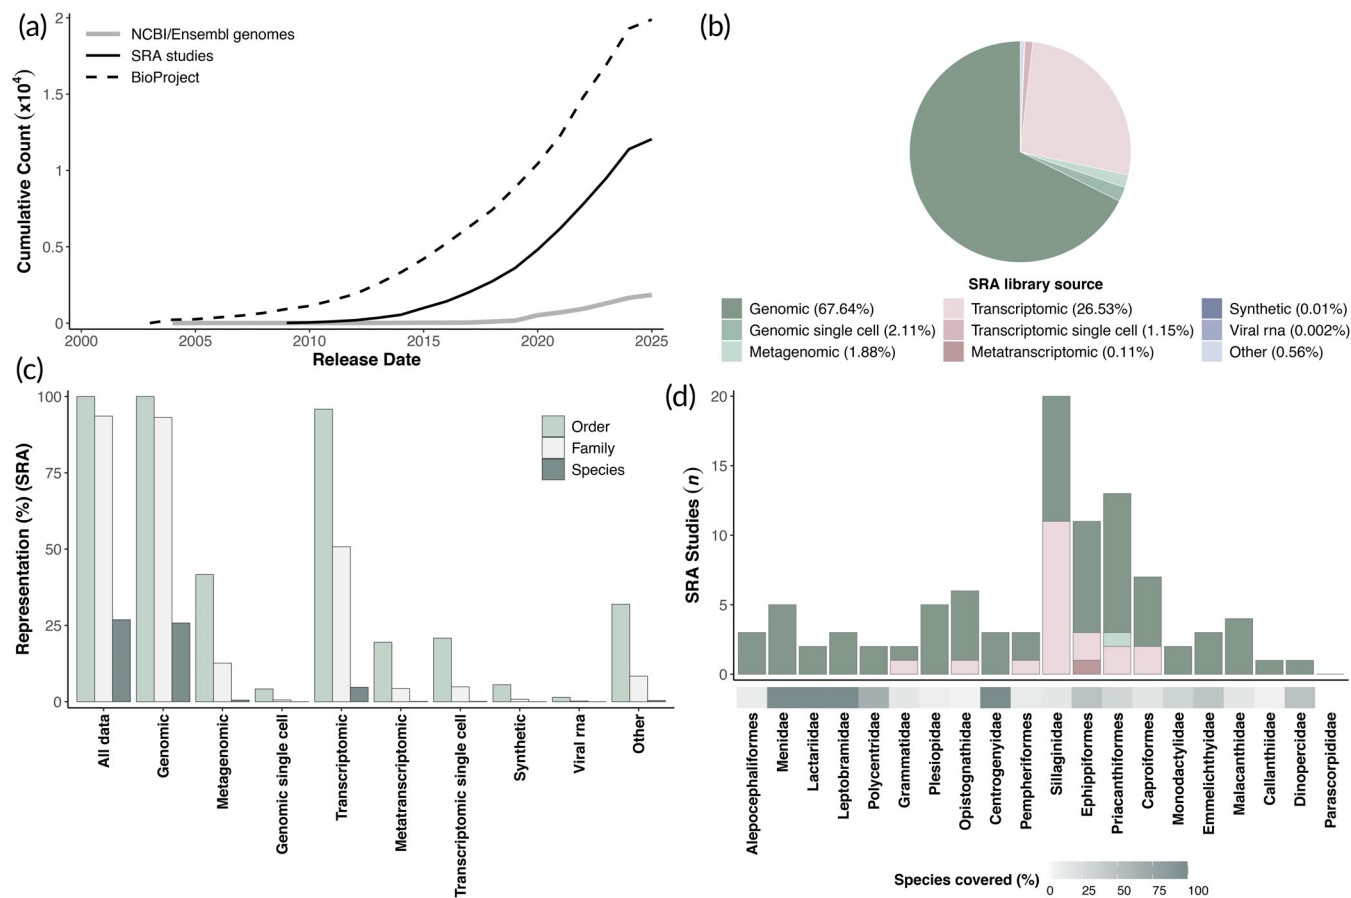 (a)
NCBI/Ensembl genomes
SRA studies
BioProject
Cumulative Count (x10⁴)
2
1.5
1
0.5
0
2000 2005 2010 2015 2020 2025
Release Date
(b)
SRA library source
Genomic (67.64%)
Genomic single cell (2.11%)
Metagenomic (1.88%)
Transcriptomic (26.53%)
Transcriptomic single cell (1.15%)
Metatranscriptomic (0.11%)
Synthetic (0.01%)
Viral rna (0.002%)
Other (0.56%)
(c)
Representation (%) (SRA)
100
75
50
25
0
Order
Family
Species
All data
Genomic
Metagenomic
Genomic single cell
Transcriptomic
Metatranscriptomic
Transcriptomic single cell
Synthetic
Viral rna
Other
(d)
SRA Studies (n)
20
15
10
5
0
Alepocephaliformes
Menidae
Lactariidae
Leptobramidae
Polycentridae
Grammatidae
Plesiopidae
Opistognathidae
Centrogenyidae
Pempheriformes
Sillaginidae
Ephippiformes
Priacanthiformes
Caproiformes
Monodactylidae
Emmelichthyidae
Malacanthidae
Callanthiidae
Dinopercidae
Parascorpididae
Species covered (%)
0 25 50 75 100